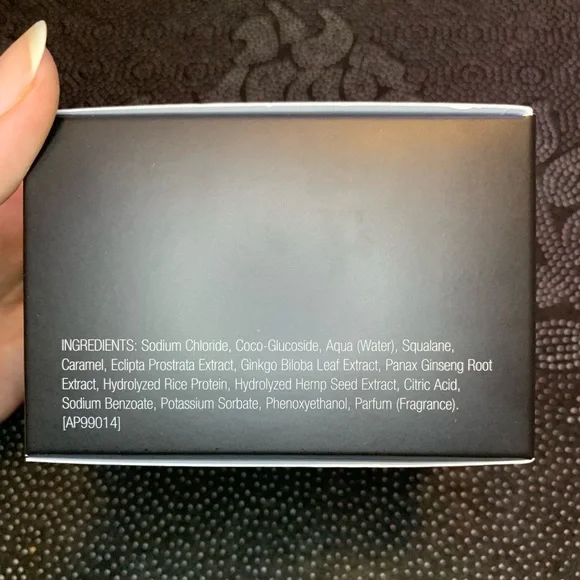 INGREDIENTS: Sodium Chloride, Coco-Glucoside, Aqua (Water), Squalane,
Caramel, Eclipta Prostrata Extract, Ginkgo Biloba Leaf Extract, Panax Ginseng Root
Extract, Hydrolyzed Rice Protein, Hydrolyzed Hemp Seed Extract, Citric Acid,
Sodium Benzoate, Potassium Sorbate, Phenoxyethanol, Parfum (Fragrance).
[AP99014]